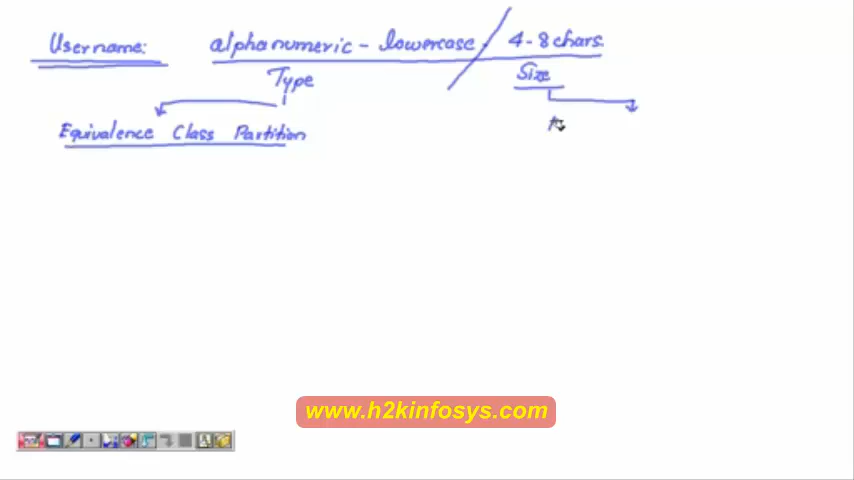 Username: alphanumeric - lowercase. 4-8 chars.
Type Size
Equivalence Class Partition
www.h2kinfosys.com